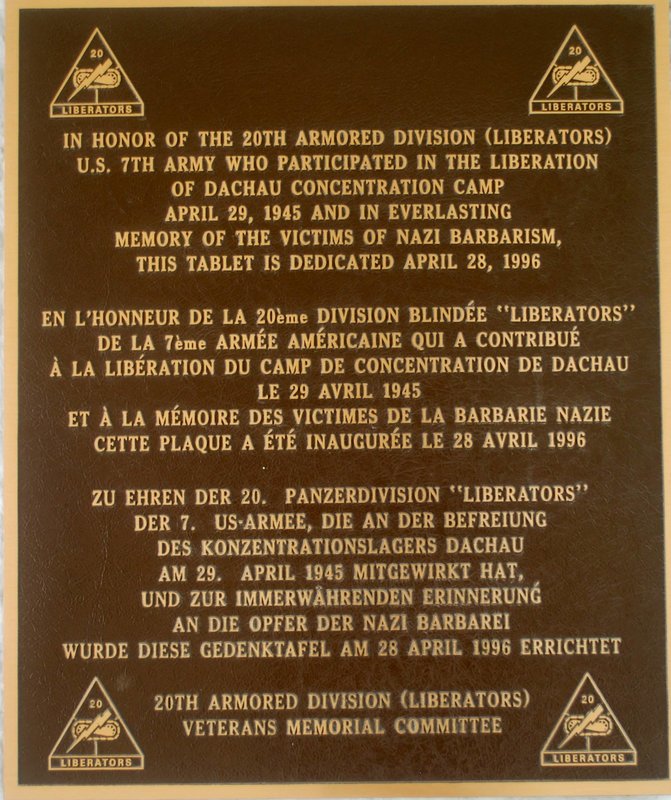 20 20
LIBERATORS LIBERATORS
IN HONOR OF THE 20TH ARMORED DIVISION (LIBERATORS)
U.S. 7TH ARMY WHO PARTICIPATED IN THE LIBERATION
OF DACHAU CONCENTRATION CAMP
APRIL 29, 1945 AND IN EVERLASTING
MEMORY OF THE VICTIMS OF NAZI BARBARISM,
THIS TABLET IS DEDICATED APRIL 28, 1996
EN L'HONNEUR DE LA 20ème DIVISION BLINDÉE "LIBERATORS"
DE LA 7ème ARMÉE AMÉRICAINE QUI A CONTRIBUÉ
À LA LIBÉRATION DU CAMP DE CONCENTRATION DE DACHAU
LE 29 AVRIL 1945
ET À LA MÉMOIRE DES VICTIMES DE LA BARBARIE NAZIE
CETTE PLAQUE A ÉTÉ INAUGURÉE LE 28 AVRIL 1996
ZU EHREN DER 20. PANZERDIVISION "LIBERATORS"
DER 7. US-ARMEE, DIE AN DER BEFREIUNG
DES KONZENTRATIONSLAGERS DACHAU
AM 29. APRIL 1945 MITGEWIRKT HAT,
UND ZUR IMMERWÂHRENDEN ERINNERUNG
AN DIE OPFER DER NAZI BARBAREI
WURDE DIESE GEDENKTAFEL AM 28 APRIL 1996 ERRICHTET
20TH ARMORED DIVISION (LIBERATORS)
VETERANS MEMORIAL COMMITTEE
20 20
LIBERATORS LIBERATORS